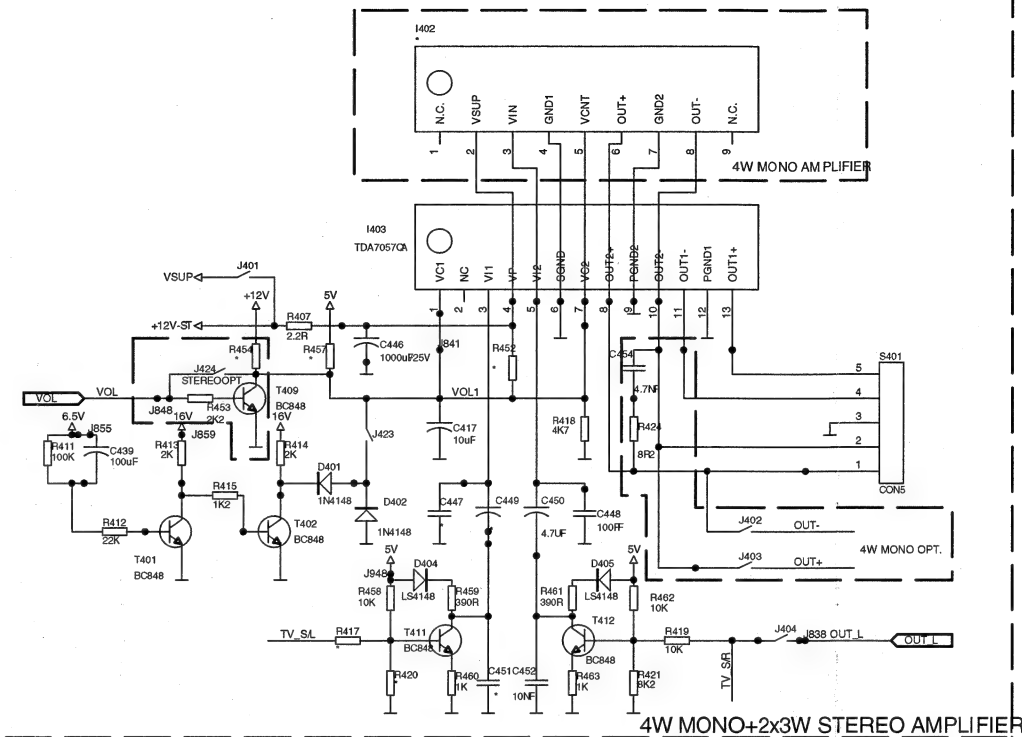 I402
N.C. VSUP VIN GND1 VCNT OUT+ GND2 OUT- N.C.
1 2 3 4 5 6 7 8 9
4W MONO AMPLIFIER
I403
TDA7057QA
VC1 NC VI1 VP VI2 SGND VC2 OUT2+ PGND2 OUT2- OUT1- PGND1 OUT1+
1 2 3 4 5 6 7 8 9 10 11 12 13
VSUP J401
+12V 5V
+12V-ST R407
2.2R
R454 R457 C446
1000uF25V
J841 R452
J424
STEREOOPT
VOL VOL
J848 R453
2K2
T409
BC848
VOL1
C454
4.7NF
S401
5
4
3
2
1
CON5
6.5V J855
R411
100K
C439
100uF
16V J859
R413
2K
16V
R414
2K
J423
C417
10uF
R418
4K7
R424
8R2
R415
1K2
D401
1N4148
D402
1N4148
C447 C449 C450 C448
4.7UF 100PF
R412
22K
T401
BC848
T402
BC848
J402 OUT-
J403 OUT+
4W MONO OPT.
5V
J948
D404
LS4148
R458
10K
R459
390R
R461
390R
D405
LS4148
5V
R462
10K
TV_S/L R417
T411
BC848
T412
BC848
R419
10K
J404 J838 OUT_L OUT_L
TV_S/R
R420
R460
1K
C451 C452
10NF
R463
1K
R421
8K2
4W MONO+2x3W STEREO AMPLIFIER